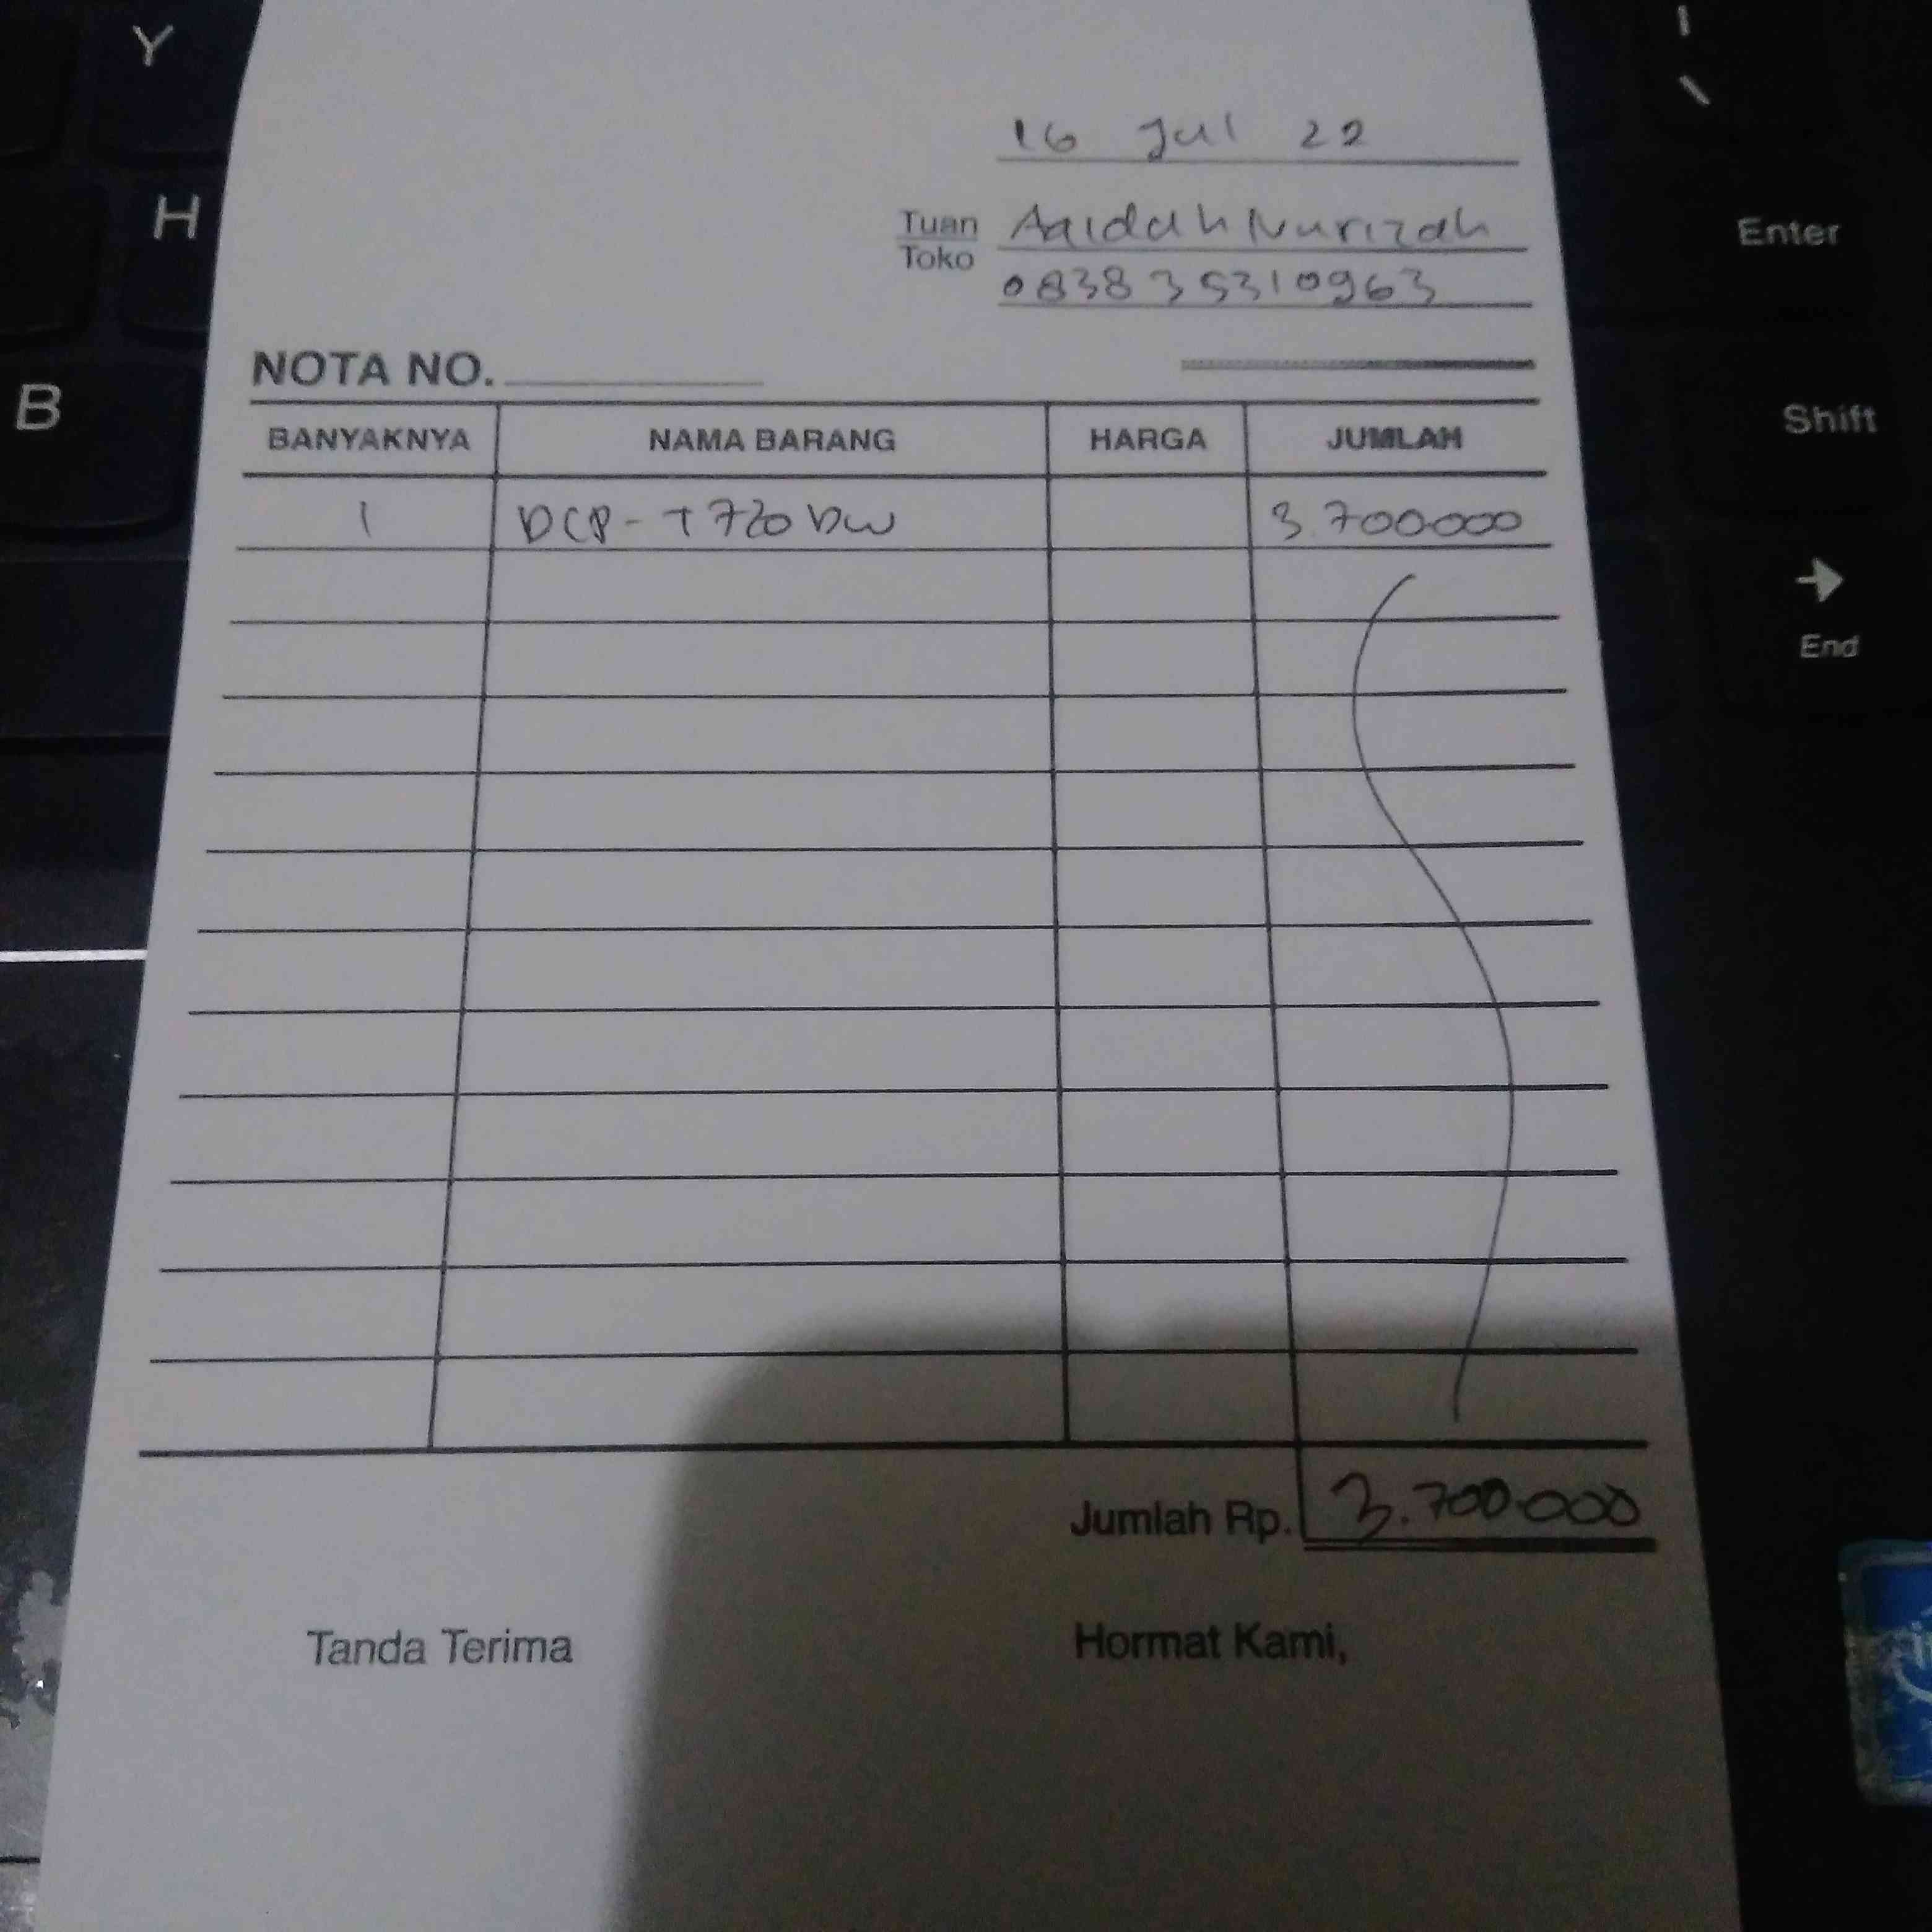 16 Jul 22
Tuan Aaidah Nurizah
Toko 083835310963
NOTA NO.
BANYAKNYA NAMA BARANG HARGA JUMLAH
1 DCP-T720DW 3.700000
Jumlah Rp. 3.700.000
Tanda Terima Hormat Kami,
Y
H
B
Enter
Shift
End